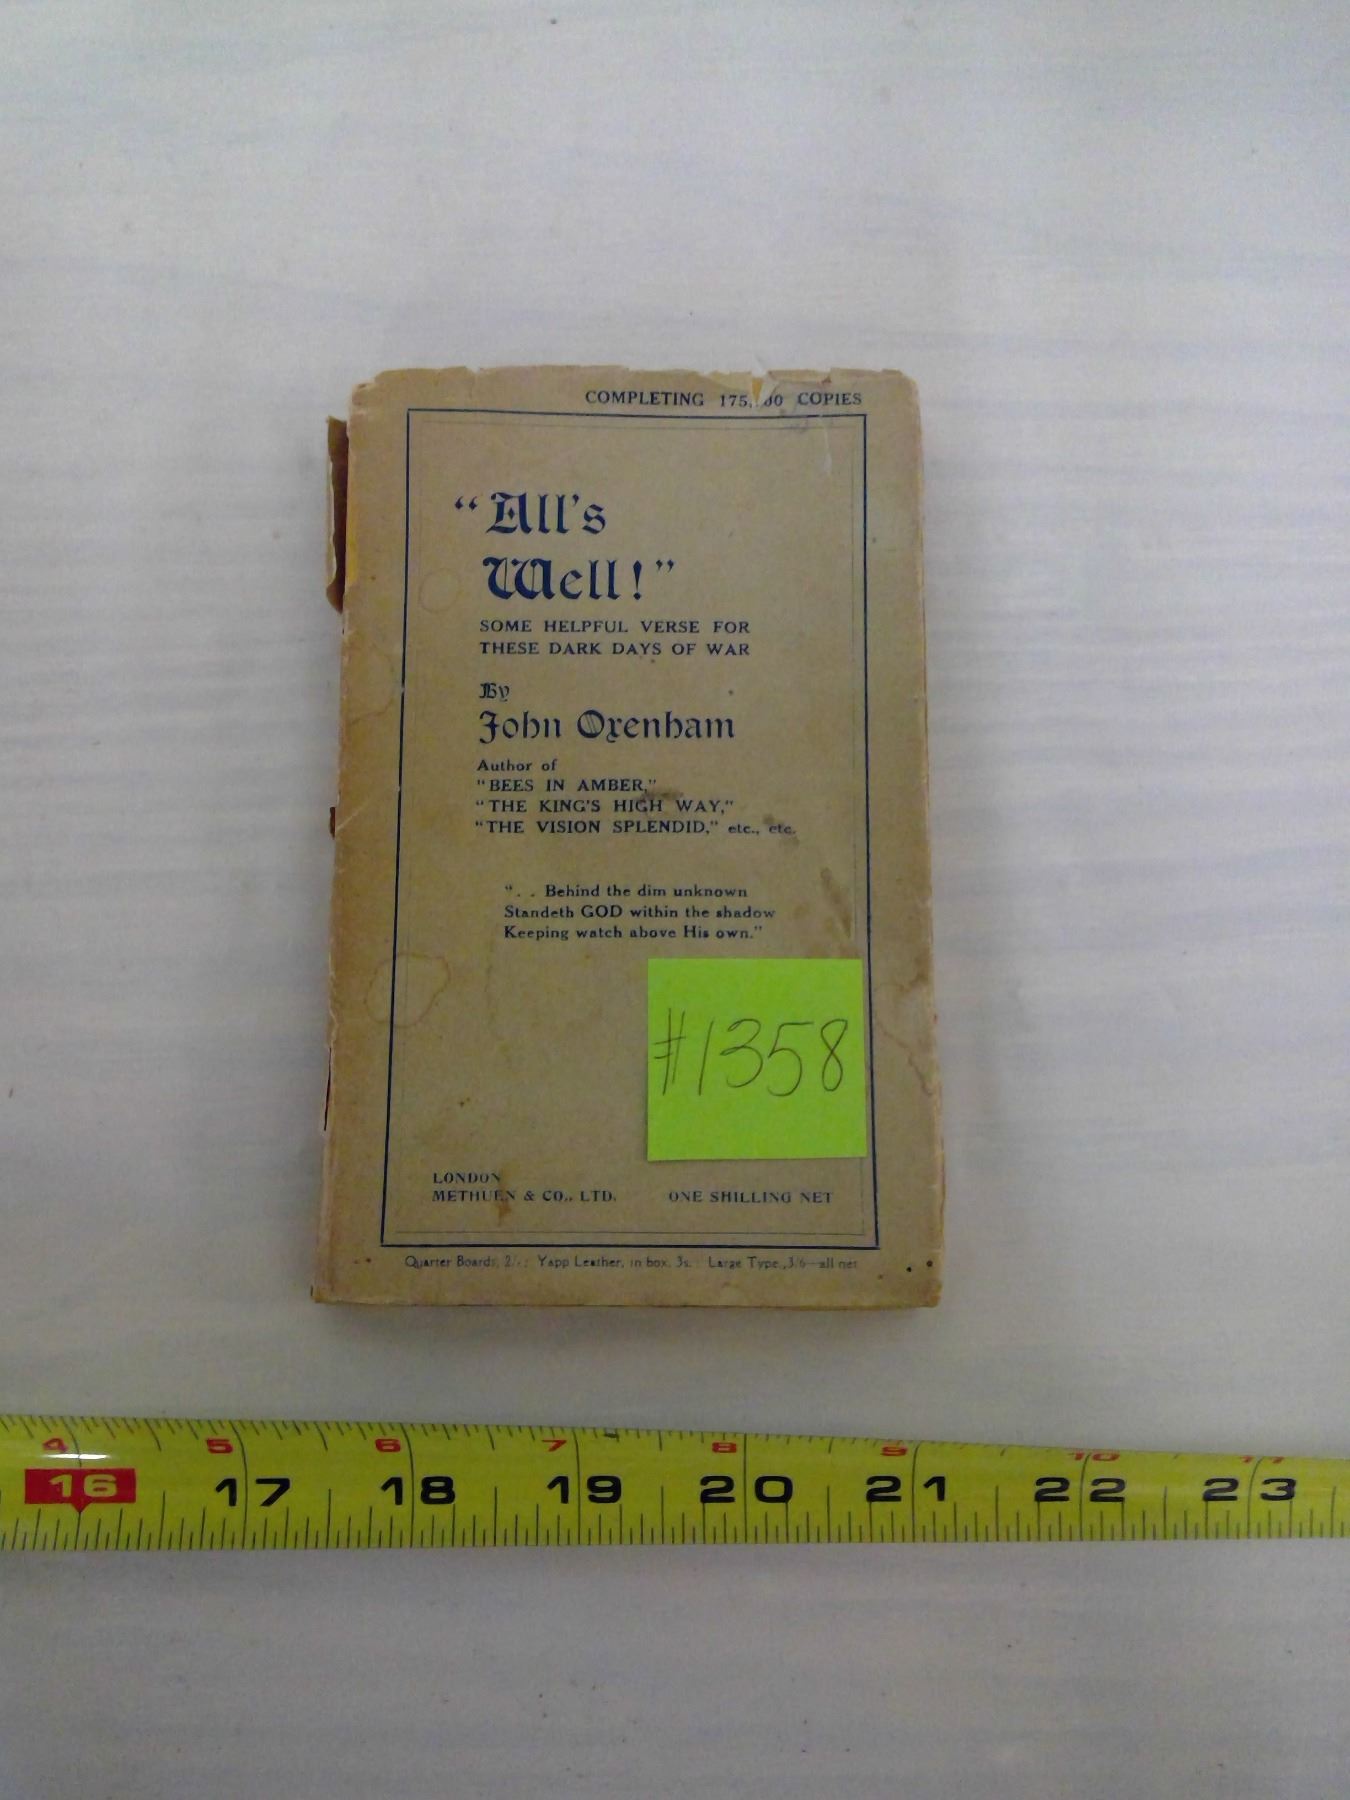 COMPLETING 175, 00 COPIES
“All's
Well!”
SOME HELPFUL VERSE FOR
THESE DARK DAYS OF WAR
By
John Oxenham
Author of
“BEES IN AMBER,”
“THE KING'S HIGH WAY,”
“THE VISION SPLENDID,” etc., etc.
“. . Behind the dim unknown
Standeth GOD within the shadow
Keeping watch above His own.”
#1358
LONDON
METHUEN & CO., LTD. ONE SHILLING NET
Quarter Boards, 2/-; Yapp Leather, in box, 3s. Large Type, 3/6—all net
4 5 6 7 8 9 10 11
16 17 18 19 20 21 22 23